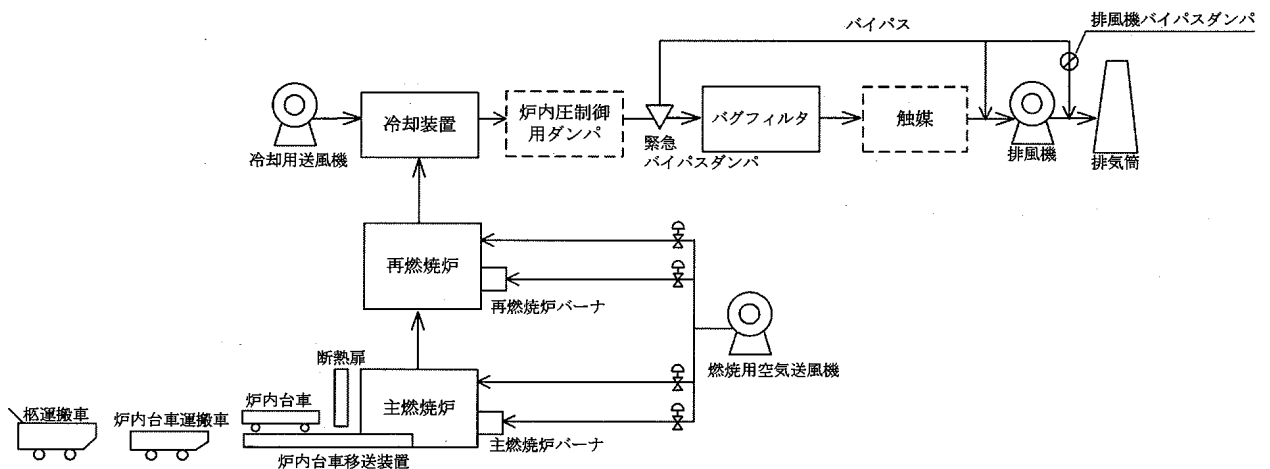 バイパス
排風機バイパスダンパ
冷却用送風機
冷却装置
炉内圧制御
用ダンパ
緊急
バイパスダンパ
バグフィルタ
触媒
排風機
排気筒
再燃焼炉
再燃焼炉バーナ
燃焼用空気送風機
断熱扉
炉内台車
主燃焼炉
主燃焼炉バーナ
柩運搬車
炉内台車運搬車
炉内台車移送装置